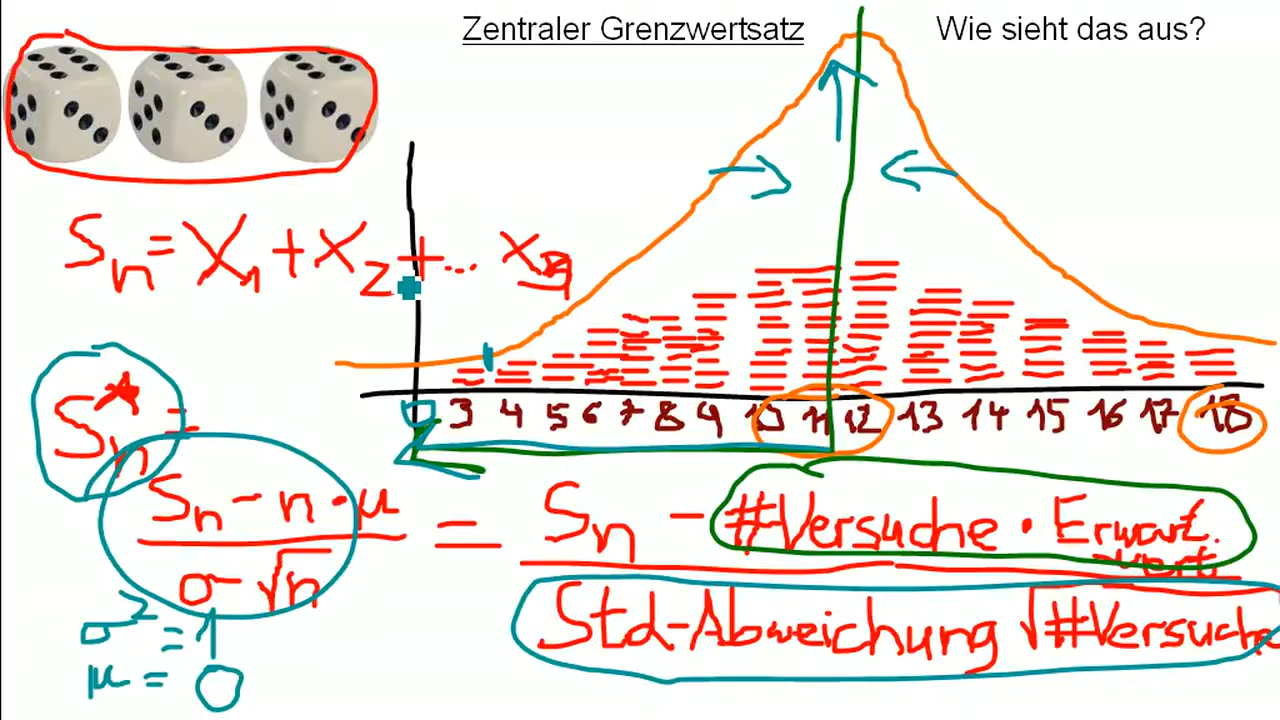 Zentraler Grenzwertsatz
Wie sieht das aus?
Sn = X1 + X2 + ... X
3 4 5 6 7 8 9 10 11 12 13 14 15 16 17 18
Sn* =
Sn - n · μ
σ √n
= Sn - #Versuche · Erwart.
wert
Std-Abweichung √#Versuche
σ² = 1
μ = 0